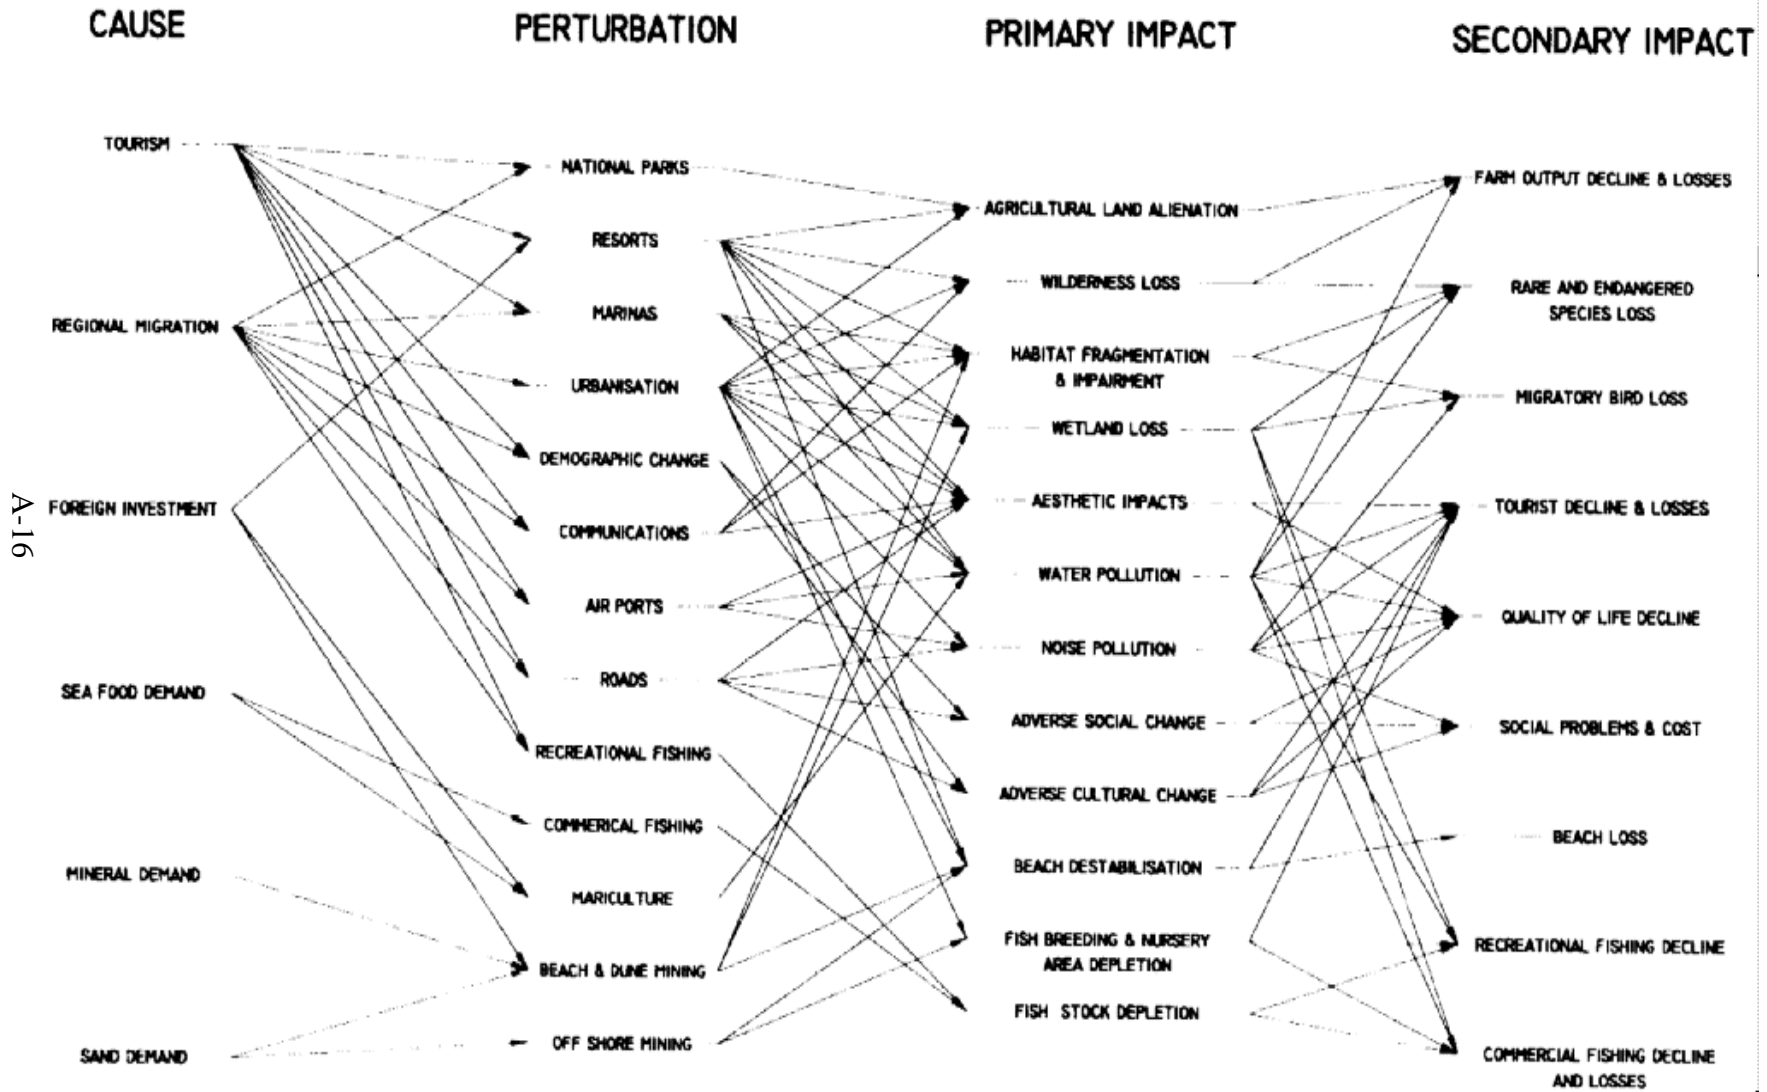 CAUSE
PERTURBATION
PRIMARY IMPACT
SECONDARY IMPACT
TOURISM
REGIONAL MIGRATION
FOREIGN INVESTMENT
SEA FOOD DEMAND
MINERAL DEMAND
SAND DEMAND
NATIONAL PARKS
RESORTS
MARINAS
URBANISATION
DEMOGRAPHIC CHANGE
COMMUNICATIONS
AIR PORTS
ROADS
RECREATIONAL FISHING
COMMERICAL FISHING
MARICULTURE
BEACH & DUNE MINING
OFF SHORE MINING
AGRICULTURAL LAND ALIENATION
WILDERNESS LOSS
HABITAT FRAGMENTATION
& IMPAIRMENT
WETLAND LOSS
AESTHETIC IMPACTS
WATER POLLUTION
NOISE POLLUTION
ADVERSE SOCIAL CHANGE
ADVERSE CULTURAL CHANGE
BEACH DESTABILISATION
FISH BREEDING & NURSERY
AREA DEPLETION
FISH STOCK DEPLETION
FARM OUTPUT DECLINE & LOSSES
RARE AND ENDANGERED
SPECIES LOSS
MIGRATORY BIRD LOSS
TOURIST DECLINE & LOSSES
QUALITY OF LIFE DECLINE
SOCIAL PROBLEMS & COST
BEACH LOSS
RECREATIONAL FISHING DECLINE
COMMERCIAL FISHING DECLINE
AND LOSSES
A-16